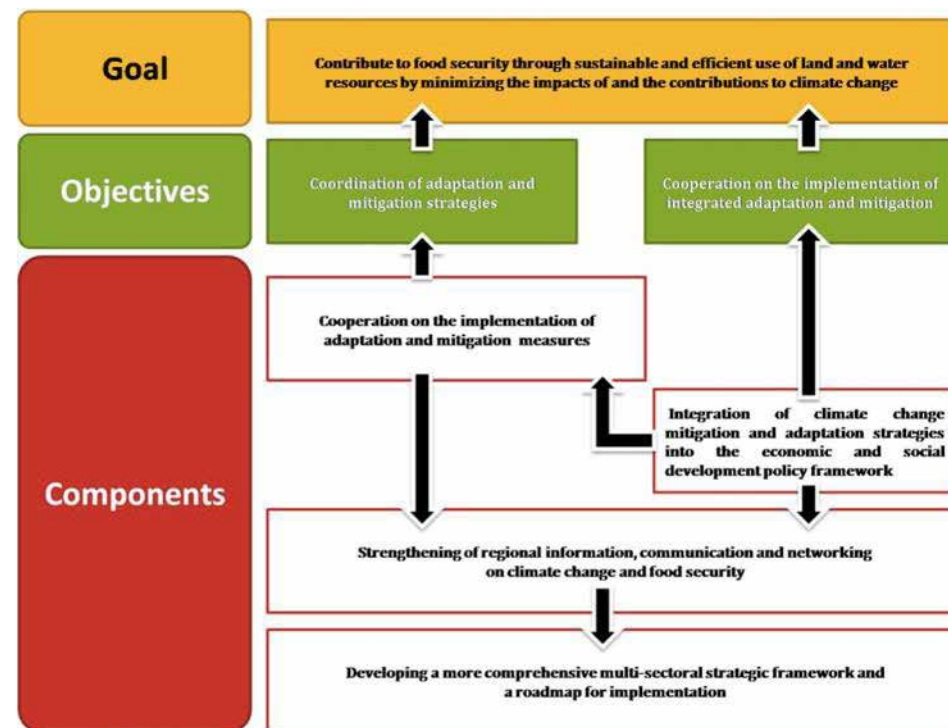 Goal
Contribute to food security through sustainable and efficient use of land and water
resources by minimizing the impacts of and the contributions to climate change
Objectives
Coordination of adaptation and
mitigation strategies
Cooperation on the implementation of
integrated adaptation and mitigation
Components
Cooperation on the implementation of
adaptation and mitigation measures
Integration of climate change
mitigation and adaptation strategies
into the economic and social
development policy framework
Strengthening of regional information, communication and networking
on climate change and food security
Developing a more comprehensive multi-sectoral strategic framework and
a roadmap for implementation